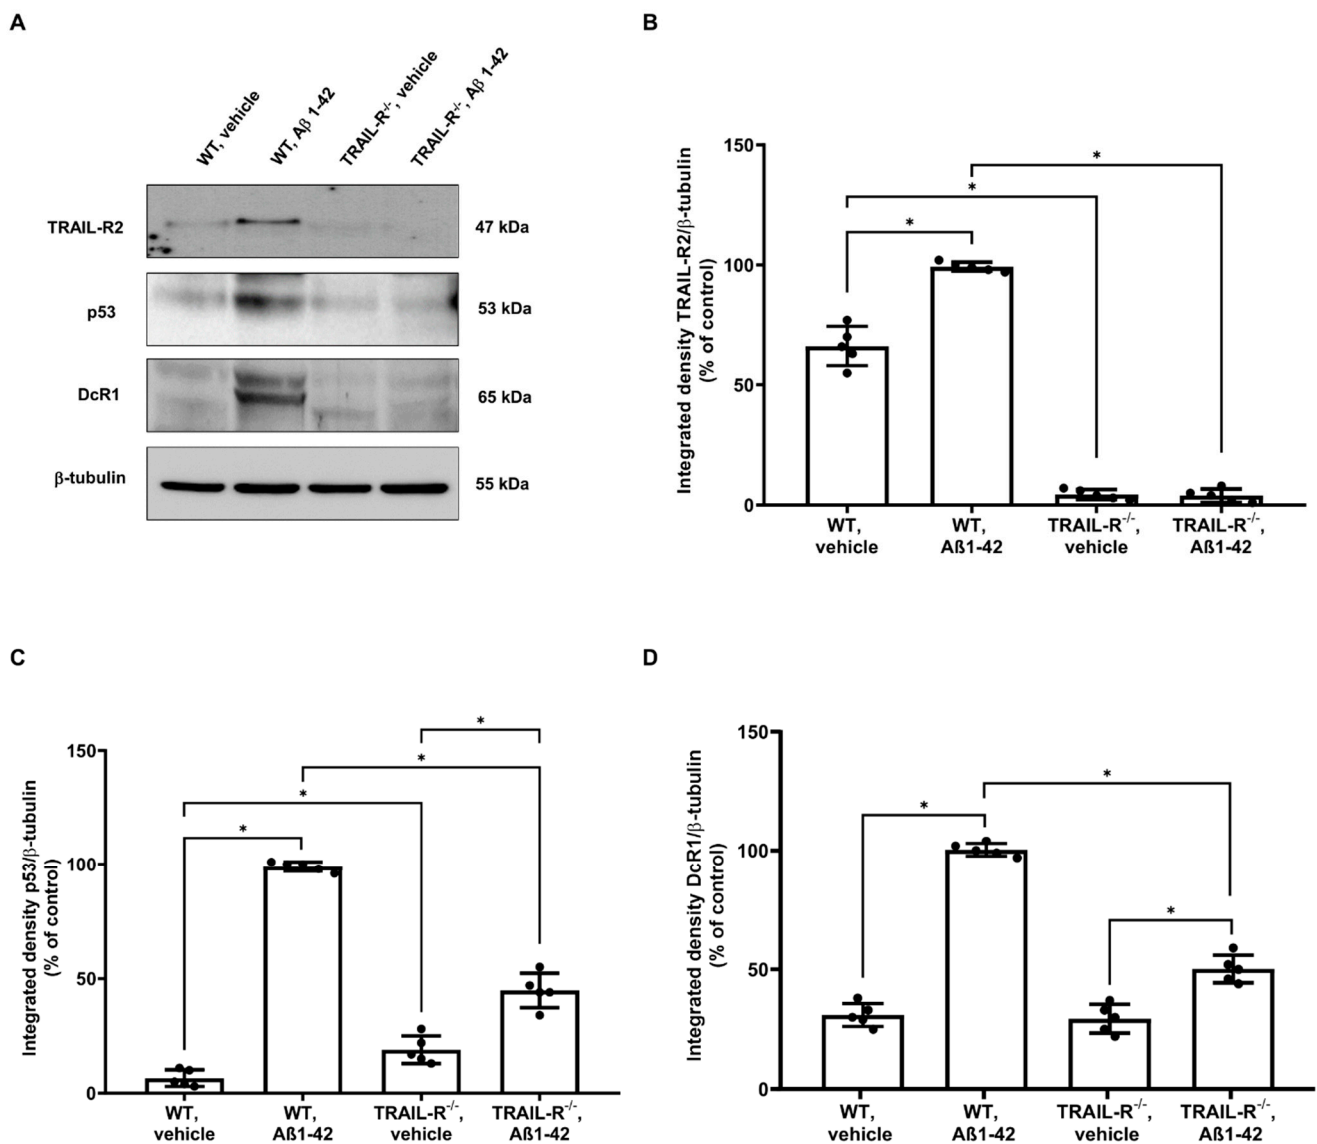 A
WT, vehicle
WT, Aβ 1-42
TRAIL-R-/-, vehicle
TRAIL-R-/-, Aβ 1-42
TRAIL-R2
47 kDa
p53
53 kDa
DcR1
65 kDa
β-tubulin
55 kDa
B
Integrated density TRAIL-R2/β-tubulin
(% of control)
150
100
50
0
*
*
*
WT,
vehicle
WT,
Aß1-42
TRAIL-R-/-,
vehicle
TRAIL-R-/-,
Aß1-42
C
Integrated density p53/β-tubulin
(% of control)
150
100
50
0
*
*
*
*
WT,
vehicle
WT,
Aß1-42
TRAIL-R-/-,
vehicle
TRAIL-R-/-,
Aß1-42
D
Integrated density DcR1/β-tubulin
(% of control)
150
100
50
0
*
*
*
WT,
vehicle
WT,
Aß1-42
TRAIL-R-/-,
vehicle
TRAIL-R-/-,
Aß1-42